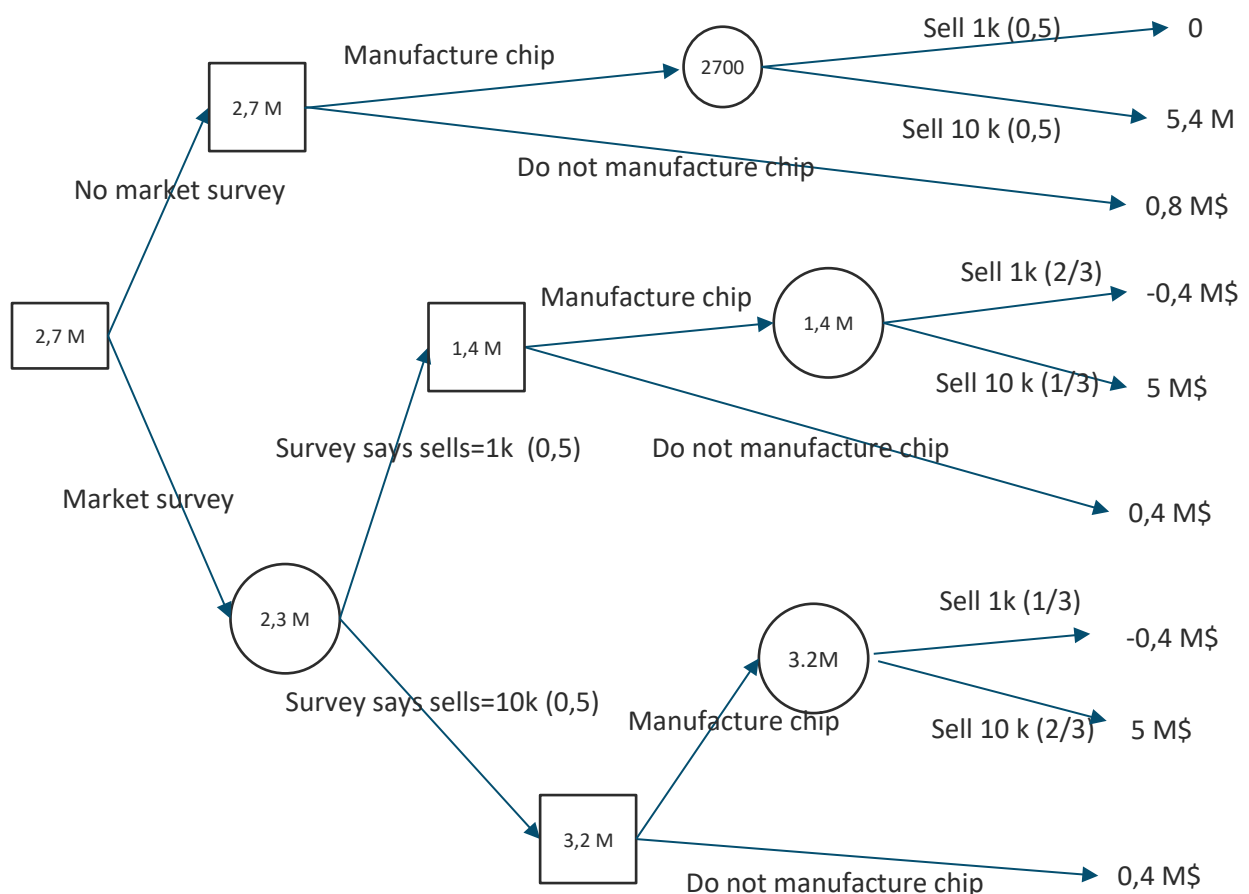 Sell 1k (0,5)
0
Manufacture chip
2700
2,7 M
Sell 10 k (0,5)
5,4 M
Do not manufacture chip
No market survey
0,8 M$
Sell 1k (2/3)
-0,4 M$
Manufacture chip
2,7 M
1,4 M
1,4 M
Sell 10 k (1/3)
5 M$
Survey says sells=1k (0,5)
Do not manufacture chip
Market survey
0,4 M$
Sell 1k (1/3)
-0,4 M$
2,3 M
3.2M
Survey says sells=10k (0,5)
Manufacture chip
Sell 10 k (2/3)
5 M$
3,2 M
Do not manufacture chip
0,4 M$